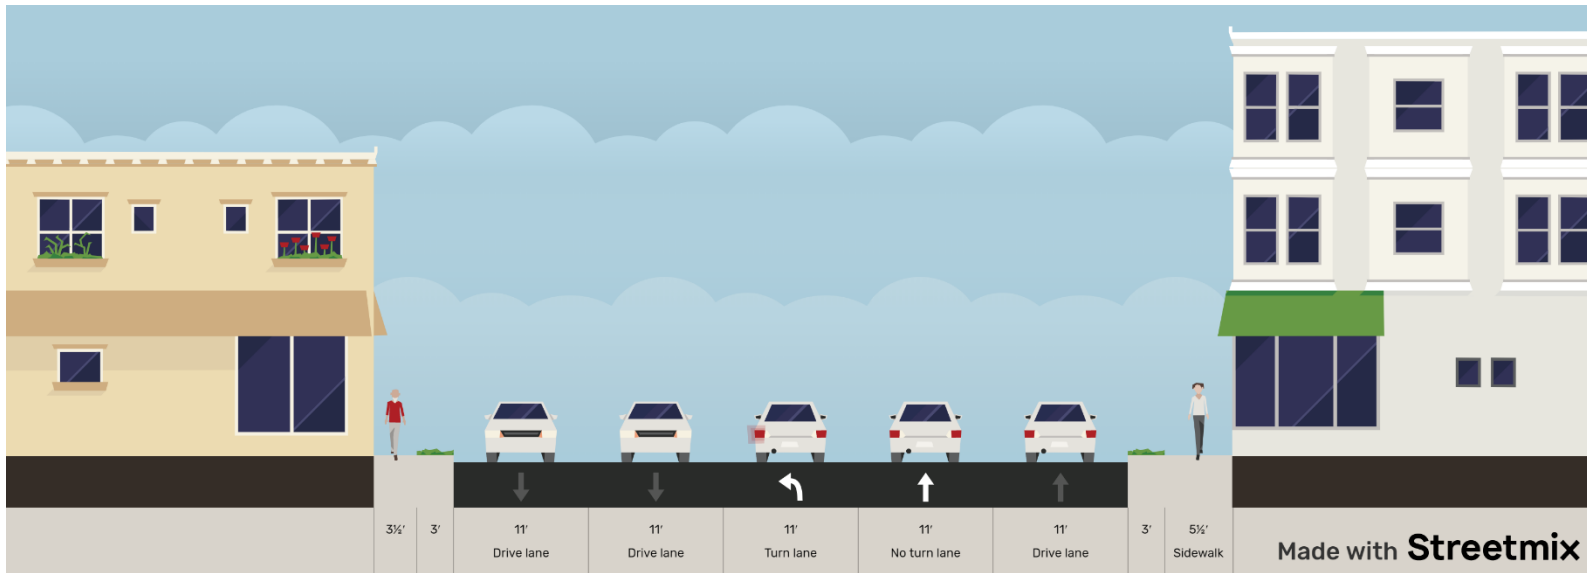 3½′
3′
11′
Drive lane
11′
Drive lane
11′
Turn lane
11′
No turn lane
11′
Drive lane
3′
5½′
Sidewalk
Made with Streetmix